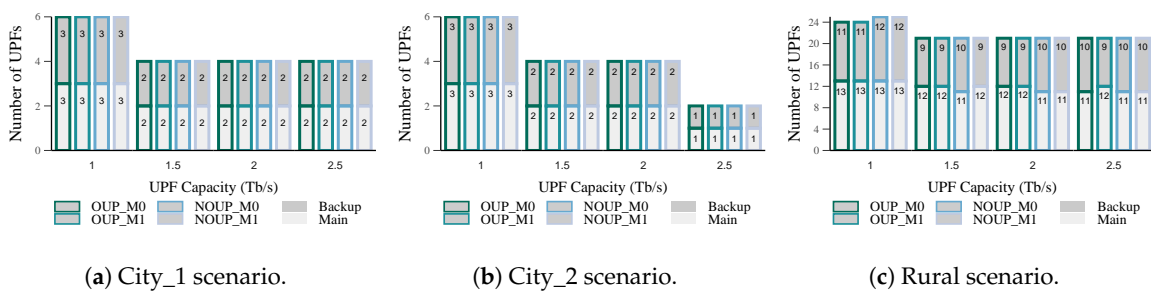 Number of UPFs
6
4
2
0
3 3 3 3
3 3 3 3
2 2 2 2
2 2 2 2
2 2 2 2
2 2 2 2
2 2 2 2
2 2 2 2
1 1.5 2 2.5
UPF Capacity (Tb/s)
OUP_M0 NOUP_M0 Backup
OUP_M1 NOUP_M1 Main
(a) City_1 scenario.
Number of UPFs
6
4
2
0
3 3 3 3
3 3 3 3
2 2 2 2
2 2 2 2
2 2 2 2
2 2 2 2
1 1 1 1
1 1 1 1
1 1.5 2 2.5
UPF Capacity (Tb/s)
OUP_M0 NOUP_M0 Backup
OUP_M1 NOUP_M1 Main
(b) City_2 scenario.
Number of UPFs
24
20
16
12
8
4
0
11 11 12 12
13 13 13 13
9 9 10 9
12 12 11 12
9 9 10 10
12 12 11 11
10 9 10 10
11 12 11 11
1 1.5 2 2.5
UPF Capacity (Tb/s)
OUP_M0 NOUP_M0 Backup
OUP_M1 NOUP_M1 Main
(c) Rural scenario.